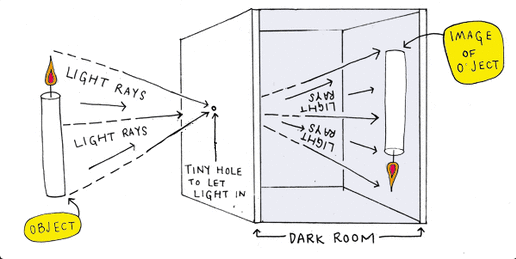 LIGHT RAYS
LIGHT RAYS
OBJECT
TINY HOLE
TO LET
LIGHT IN
LIGHT
RAYS
LIGHT
RAYS
IMAGE
OF
O'JECT
DARK ROOM